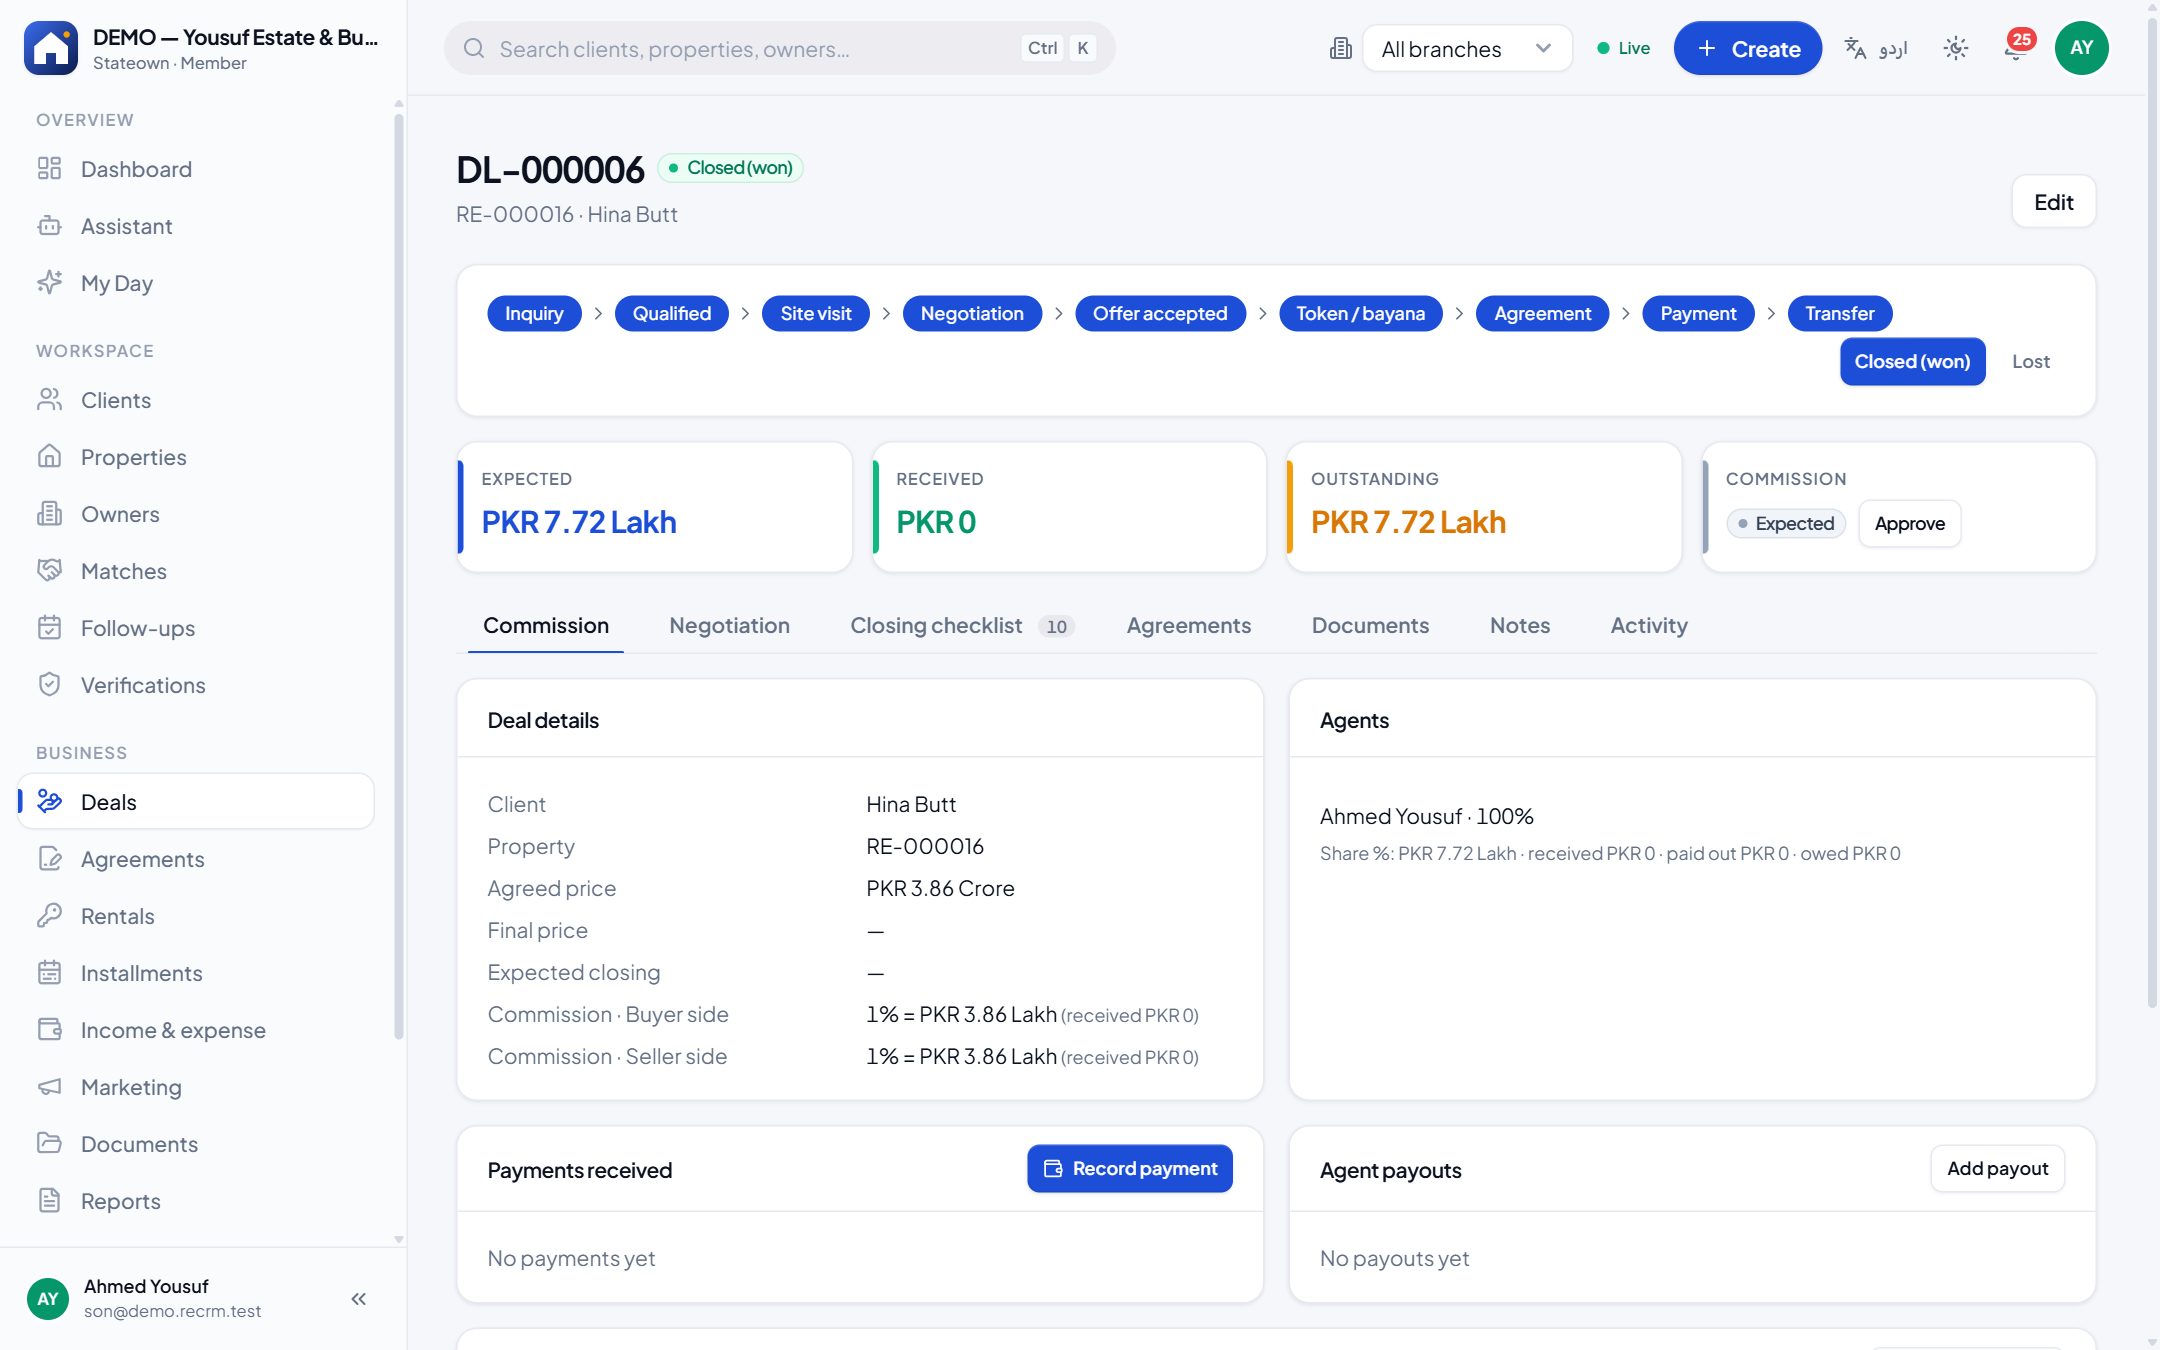 DEMO — Yousuf Estate & Bu...
Stateown · Member
Search clients, properties, owners...
Ctrl K
All branches
Live
+ Create
اردو
25
AY
OVERVIEW
Dashboard
Assistant
My Day
WORKSPACE
Clients
Properties
Owners
Matches
Follow-ups
Verifications
BUSINESS
Deals
Agreements
Rentals
Installments
Income & expense
Marketing
Documents
Reports
AY
Ahmed Yousuf
son@demo.recrm.test
DL-000006 Closed (won)
RE-000016 · Hina Butt
Edit
Inquiry > Qualified > Site visit > Negotiation > Offer accepted > Token / bayana > Agreement > Payment > Transfer
Closed (won) Lost
EXPECTED
PKR 7.72 Lakh
RECEIVED
PKR 0
OUTSTANDING
PKR 7.72 Lakh
COMMISSION
Expected Approve
Commission Negotiation Closing checklist 10 Agreements Documents Notes Activity
Deal details
Client Hina Butt
Property RE-000016
Agreed price PKR 3.86 Crore
Final price —
Expected closing —
Commission · Buyer side 1% = PKR 3.86 Lakh (received PKR 0)
Commission · Seller side 1% = PKR 3.86 Lakh (received PKR 0)
Agents
Ahmed Yousuf · 100%
Share %: PKR 7.72 Lakh · received PKR 0 · paid out PKR 0 · owed PKR 0
Payments received Record payment
No payments yet
Agent payouts Add payout
No payouts yet